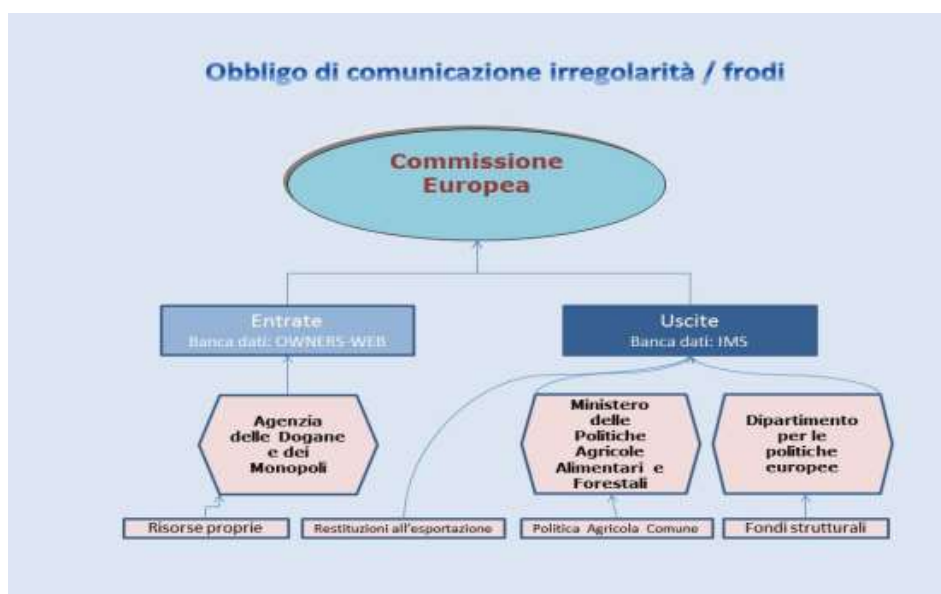 Obbligo di comunicazione irregolarità / frodi
Commissione
Europea
Entrate
Banca dati: OWNERS-WEB
Uscite
Banca dati: IMS
Agenzia
delle Dogane
e dei
Monopoli
Ministero
delle
Politiche
Agricole
Alimentari e
Forestali
Dipartimento
per le
politiche
europee
Risorse proprie
Restituzioni all'esportazione
Politica Agricola Comune
Fondi strutturali